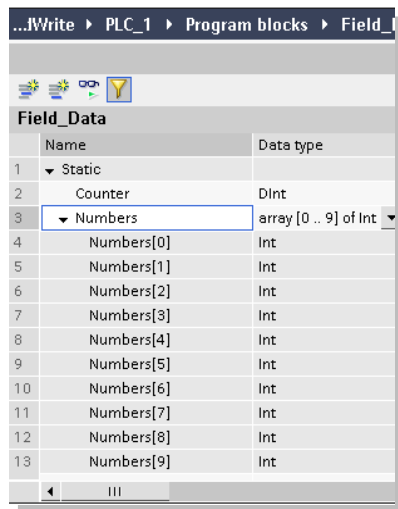 ...lWrite ▸ PLC_1 ▸ Program blocks ▸ Field_
Field_Data
Name Data type
1 Static
2 Counter DInt
3 Numbers array [0 .. 9] of Int
4 Numbers[0] Int
5 Numbers[1] Int
6 Numbers[2] Int
7 Numbers[3] Int
8 Numbers[4] Int
9 Numbers[5] Int
10 Numbers[6] Int
11 Numbers[7] Int
12 Numbers[8] Int
13 Numbers[9] Int